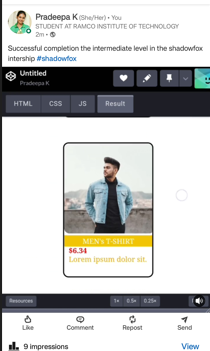 Pradeepa K (She/Her) • You
STUDENT AT RAMCO INSTITUTE OF TECHNOLOGY
2m •
Successful completion the intermediate level in the shadowfox
intership #shadowfox
Untitled
Pradeepa K
HTML CSS JS Result
MEN's T-SHIRT
$6.34
Lorem ipsum dolor sit.
Resources 1× 0.5× 0.25×
Like Comment Repost Send
9 impressions View